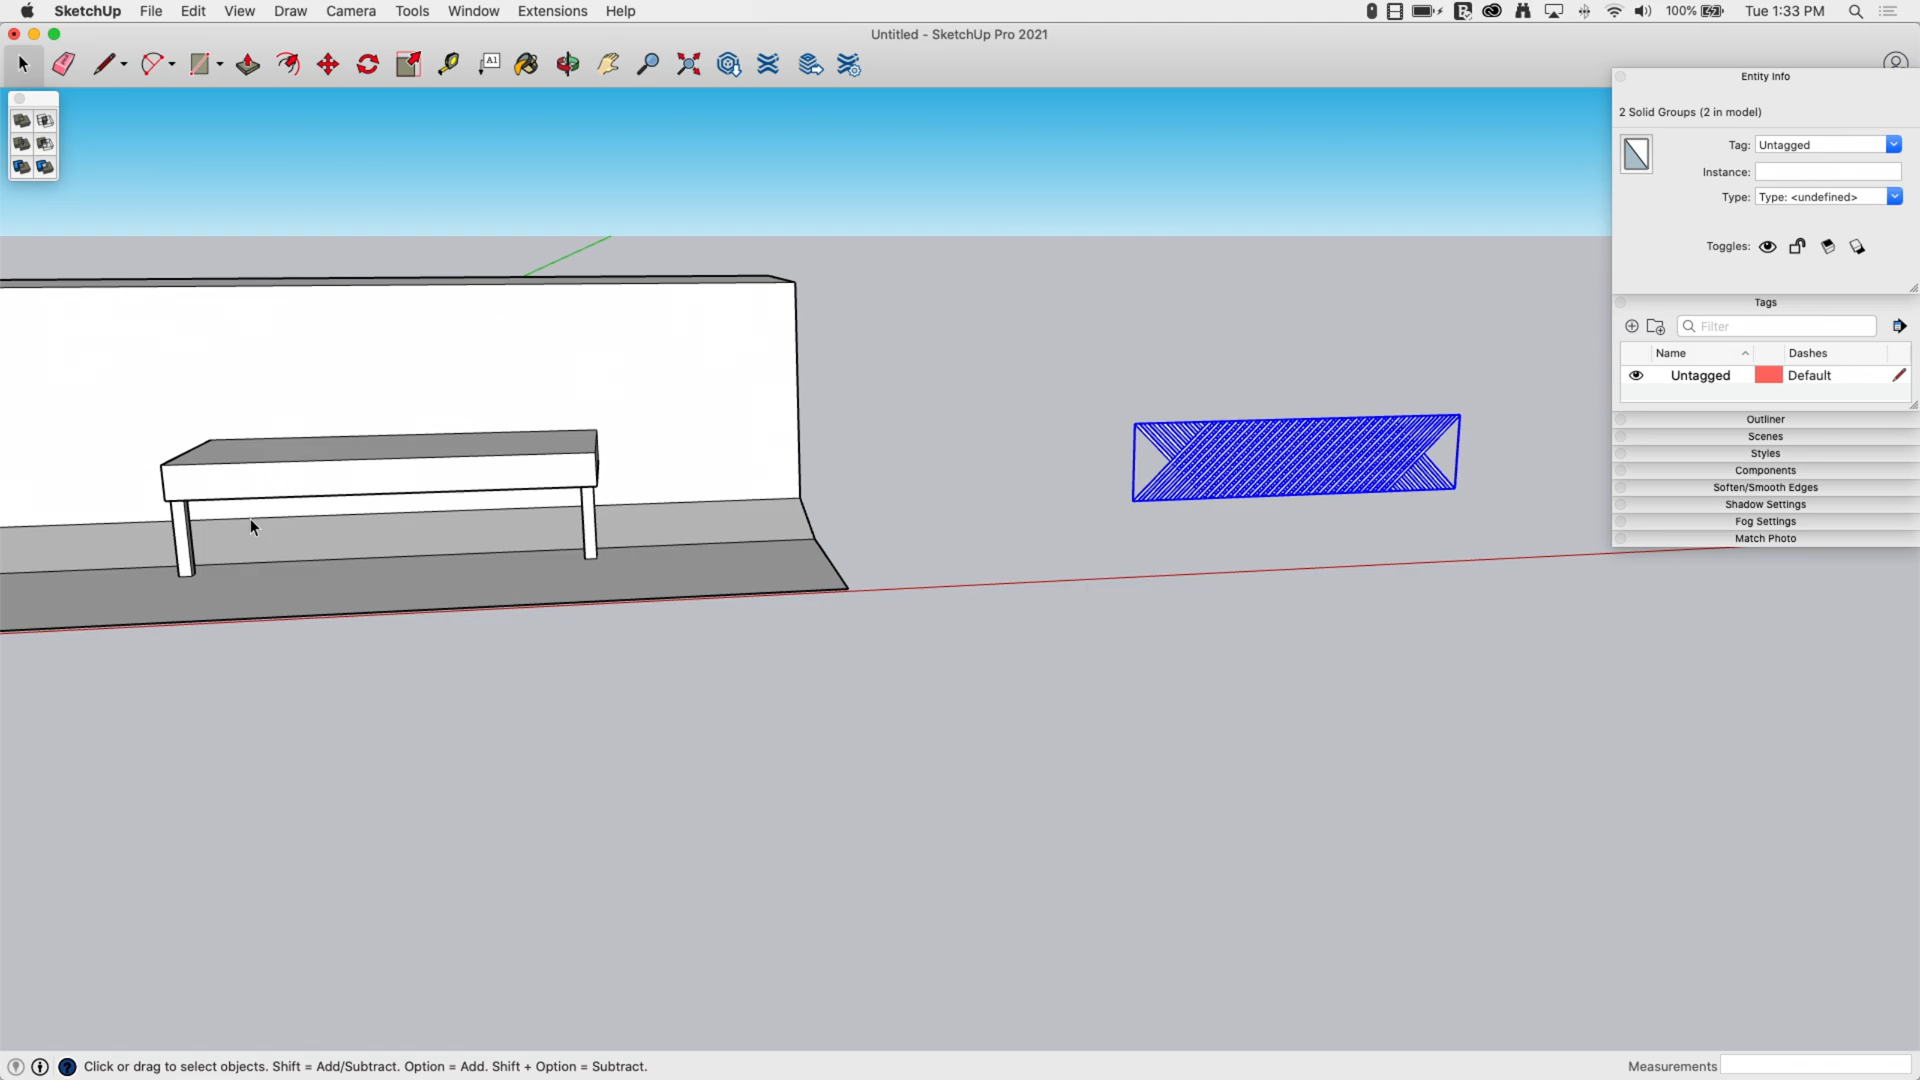 SketchUp File Edit View Draw Camera Tools Window Extensions Help 100% Tue 1:33 PM
Untitled - SketchUp Pro 2021
A1
Entity Info
2 Solid Groups (2 in model)
Tag: Untagged
Instance:
Type: Type: <undefined>
Toggles:
Tags
Filter
Name Dashes
Untagged Default
Outliner
Scenes
Styles
Components
Soften/Smooth Edges
Shadow Settings
Fog Settings
Match Photo
Click or drag to select objects. Shift = Add/Subtract. Option = Add. Shift + Option = Subtract. Measurements